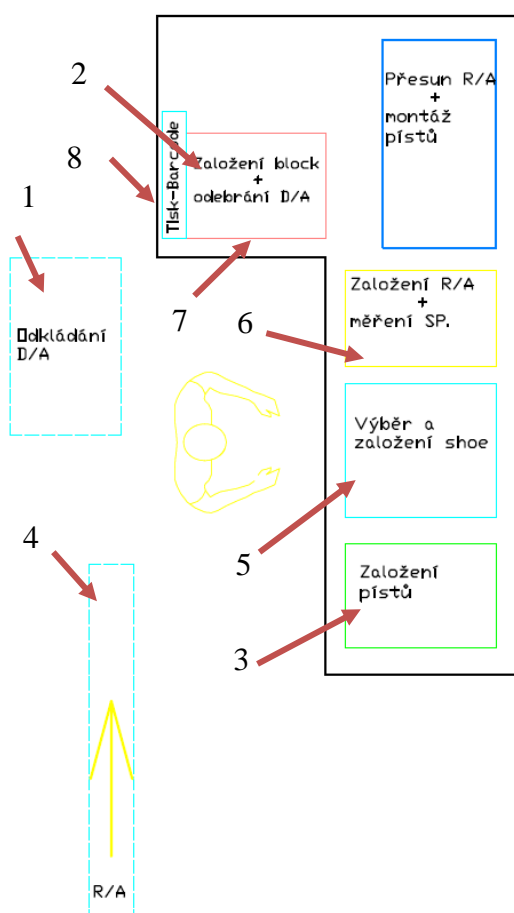 2
Přesun R/A
+
montáž
pístů
8
Tisk-Barcode
Založení block
+
odebrání D/A
1
7
Založení R/A
+
měření SP.
6
Odkládání
D/A
Výběr a
založení shoe
4
5
Založení
pístů
3
R/A